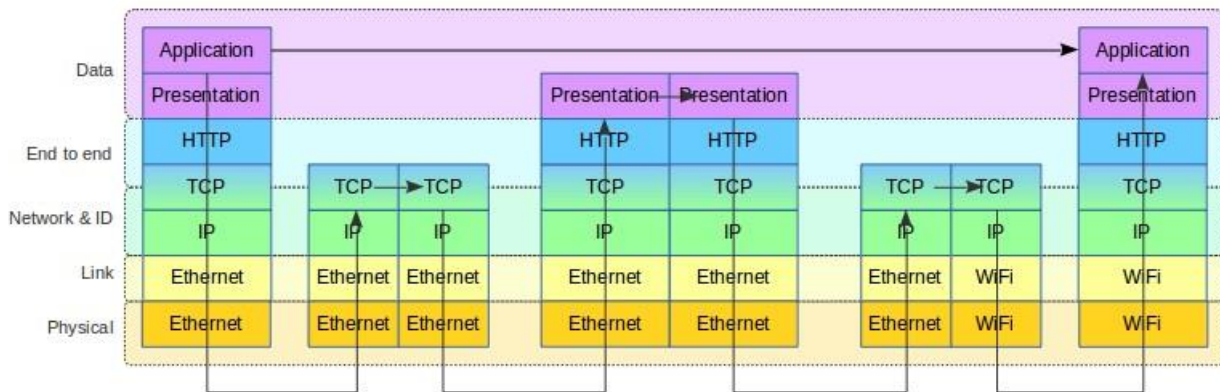 Data
Application
Application
Presentation
Presentation
Presentation
Presentation
End to end
HTTP
HTTP
HTTP
HTTP
TCP
TCP
TCP
TCP
TCP
TCP
TCP
TCP
Network & ID
IP
IP
IP
IP
IP
IP
IP
IP
Link
Ethernet
Ethernet
Ethernet
Ethernet
Ethernet
Ethernet
WiFi
WiFi
Physical
Ethernet
Ethernet
Ethernet
Ethernet
Ethernet
Ethernet
WiFi
WiFi